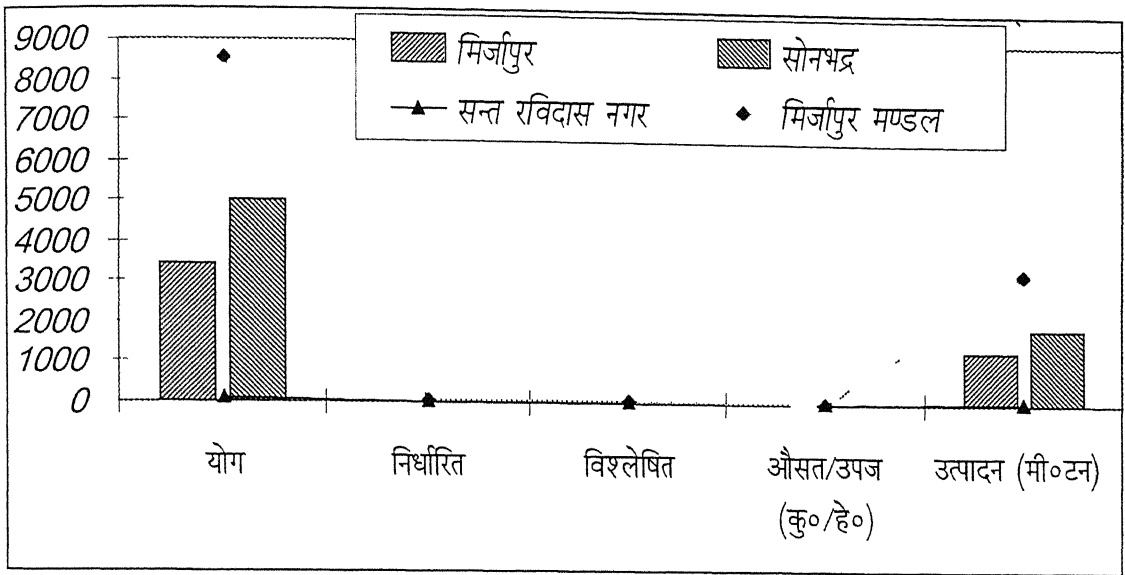 मिर्जापुर
सोनभद्र
सन्त रविदास नगर
मिर्जापुर मण्डल
9000
8000
7000
6000
5000
4000
3000
2000
1000
0
योग
निर्धारित
विश्लेषित
औसत/उपज
(कु०/हे०)
उत्पादन (मी०टन)